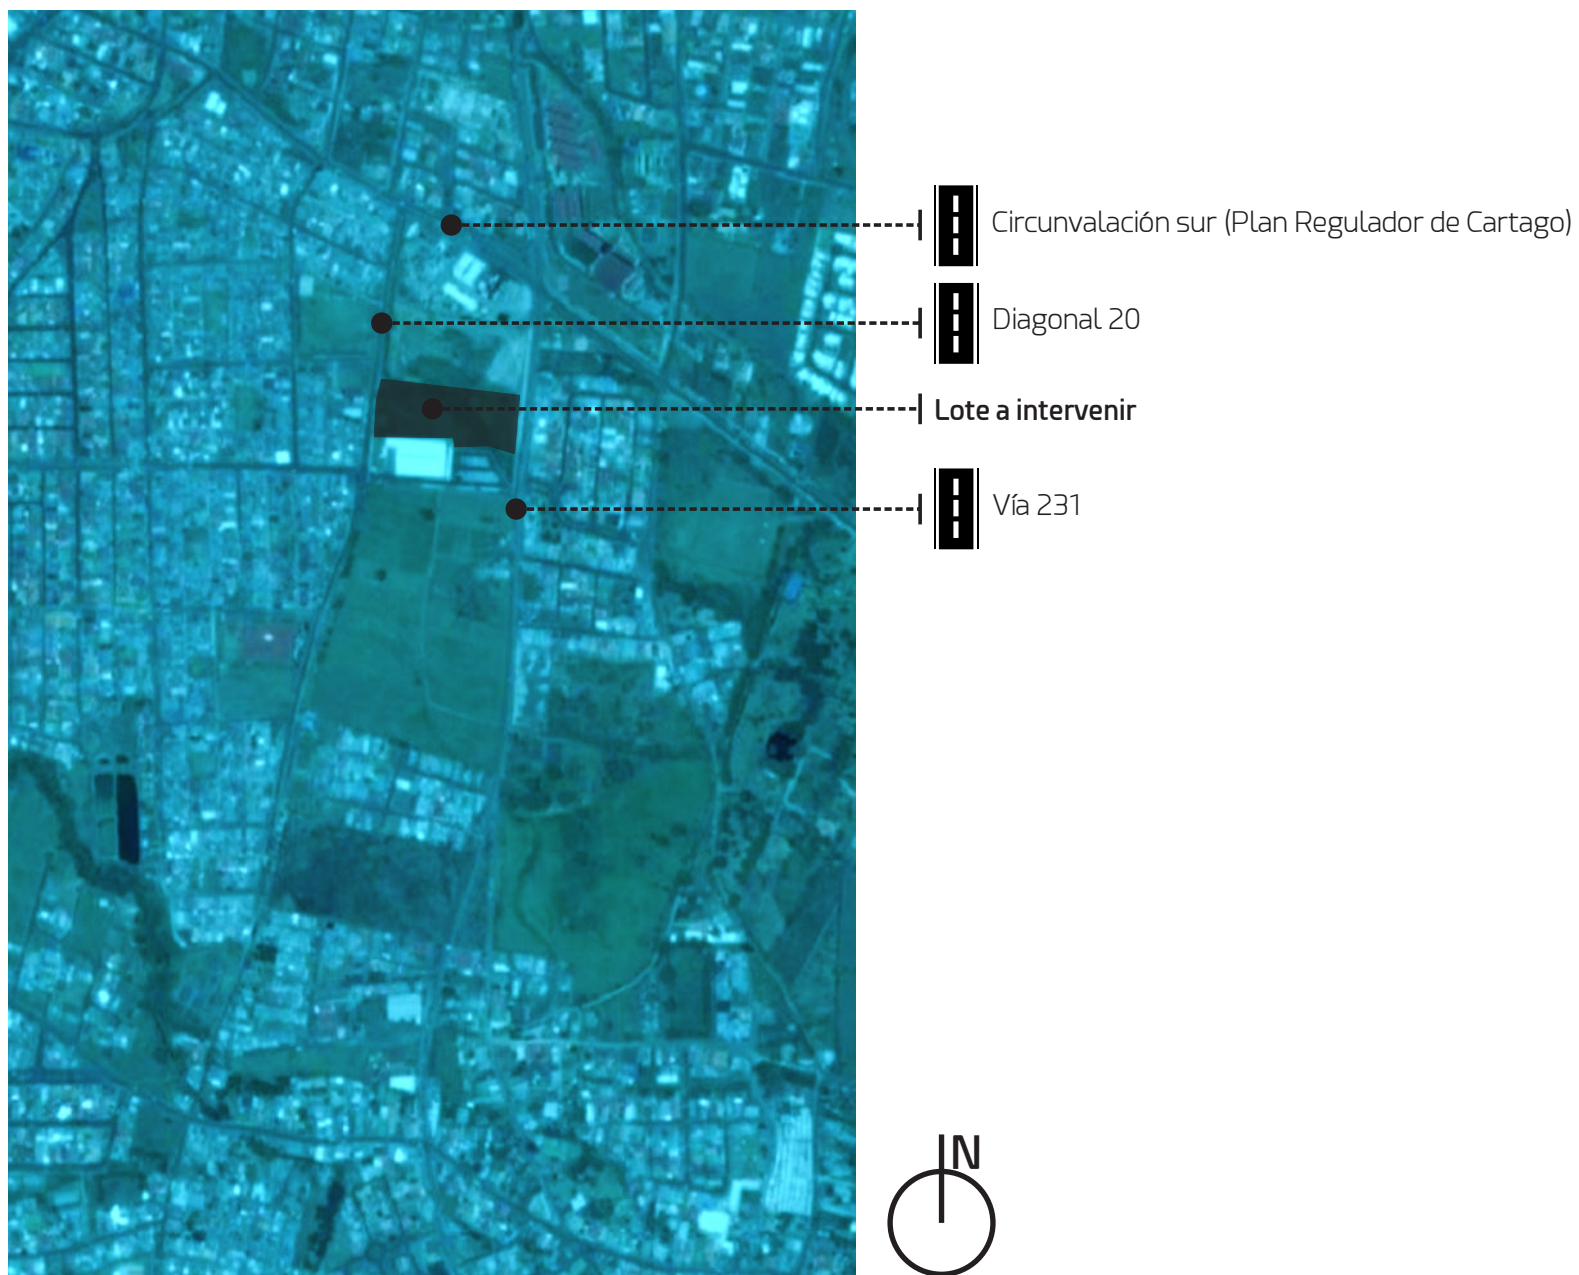 Circunvalación sur (Plan Regulador de Cartago)
Diagonal 20
Lote a intervenir
Vía 231
N